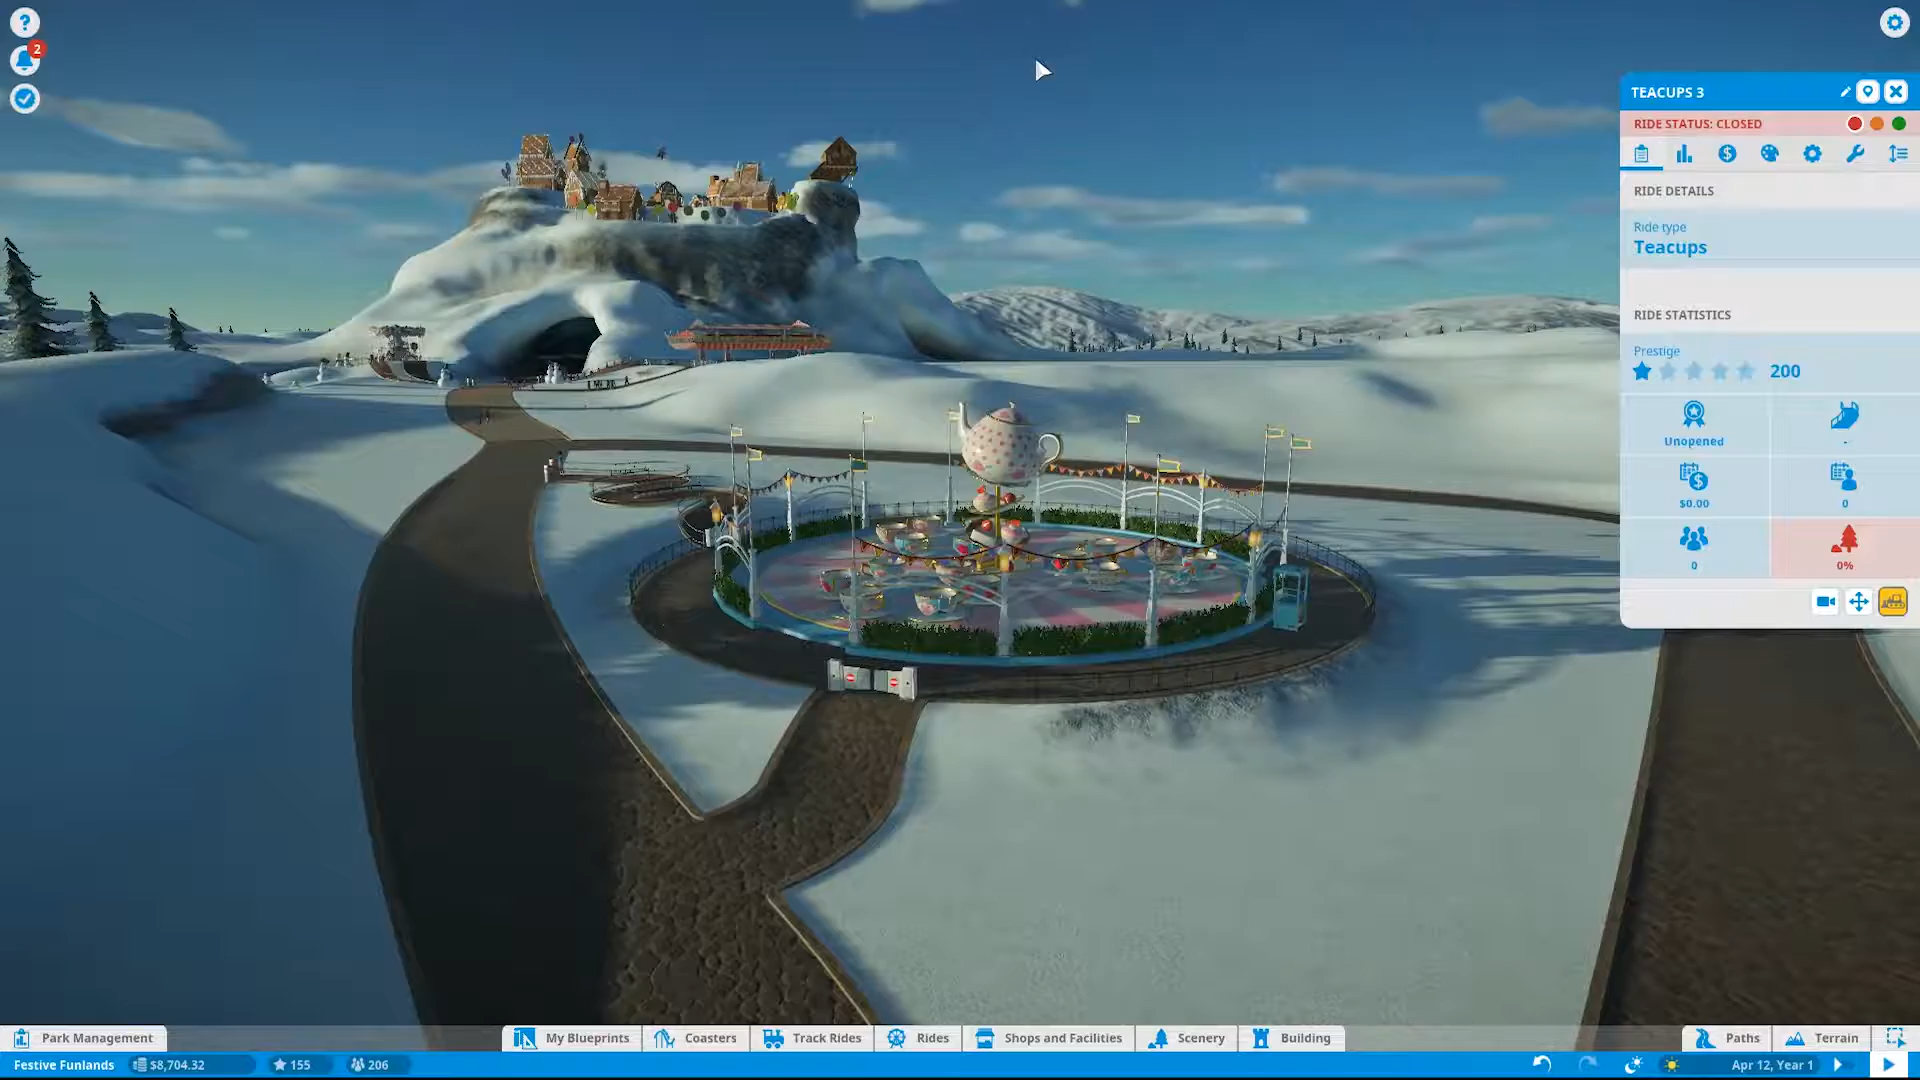 ?
2
TEACUPS 3
RIDE STATUS: CLOSED
RIDE DETAILS
Ride type
Teacups
RIDE STATISTICS
Prestige
200
Unopened
-
$0.00
0
0
0%
Park Management
My Blueprints
Coasters
Track Rides
Rides
Shops and Facilities
Scenery
Building
Paths
Terrain
Festive Funlands
$8,704.32
155
206
Apr 12, Year 1